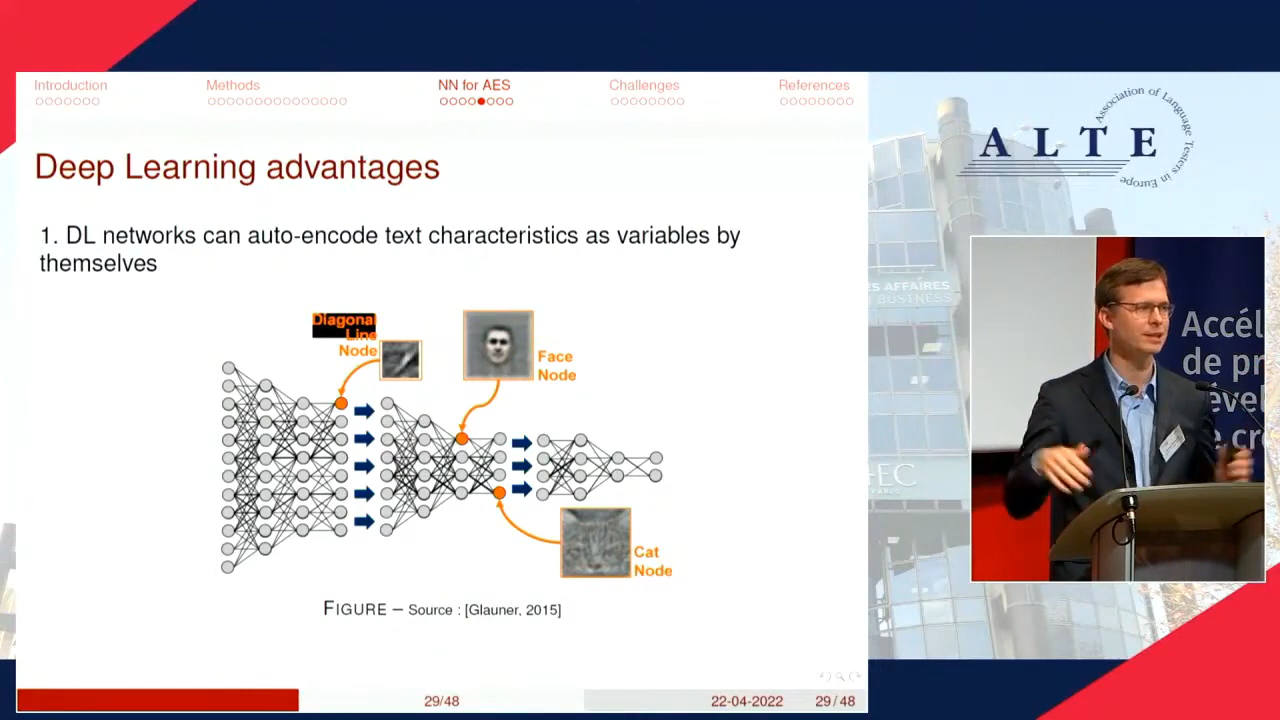 Introduction
Methods
NN for AES
Challenges
References
Deep Learning advantages
1. DL networks can auto-encode text characteristics as variables by
themselves
Diagonal
Line
Node
Face
Node
Cat
Node
FIGURE – Source : [Glauner, 2015]
29/48
22-04-2022
29 / 48
ALTE
Association of Language Testers in Europe
ES AFFAIRES
BUSINESS
Accél
de pr